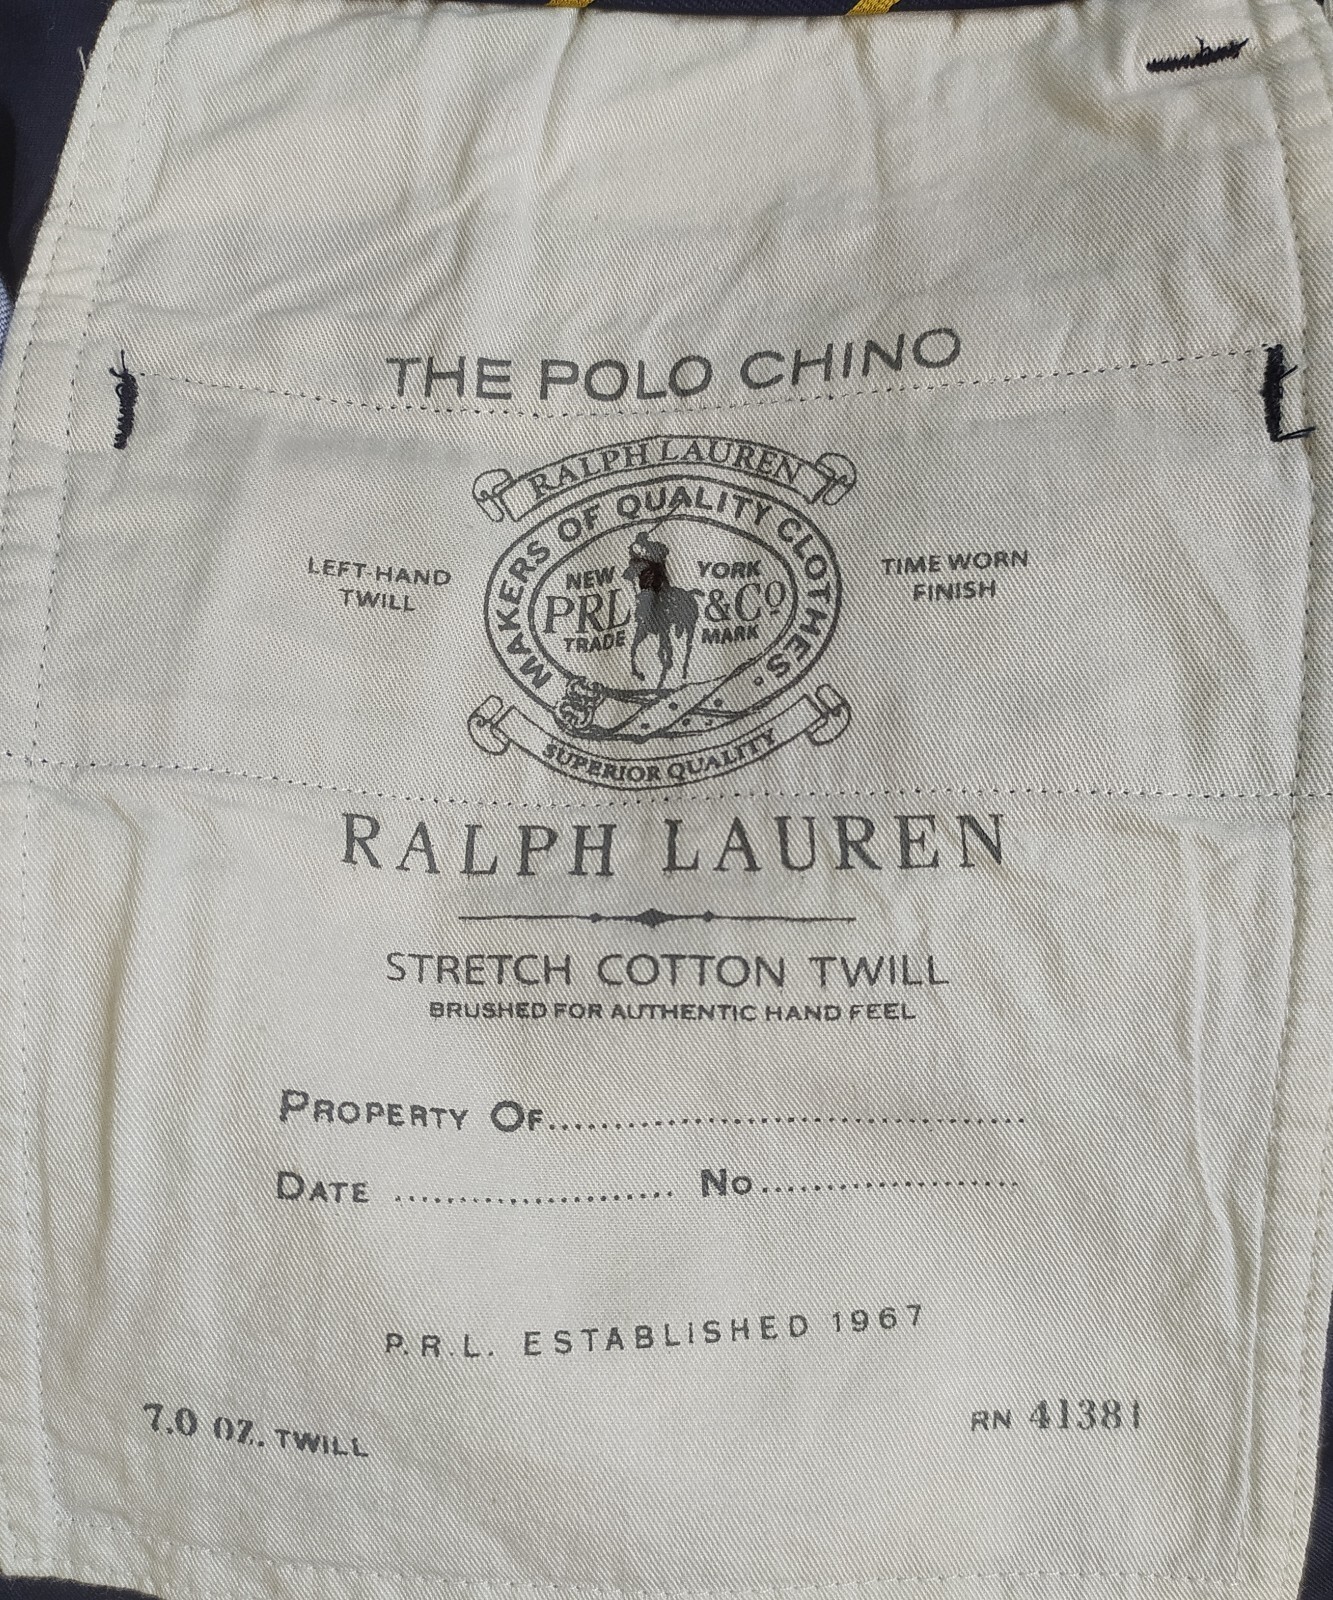 THE POLO CHINO
RALPH LAUREN
MAKERS OF QUALITY CLOTHES.
NEW YORK
PRL &Co
TRADE MARK
SUPERIOR QUALITY
LEFT-HAND
TWILL
TIME WORN
FINISH
RALPH LAUREN
STRETCH COTTON TWILL
BRUSHED FOR AUTHENTIC HAND FEEL
PROPERTY OF..............................................
DATE ............................ No..........................
P.R.L. ESTABLISHED 1967
7.0 OZ. TWILL
RN 41381